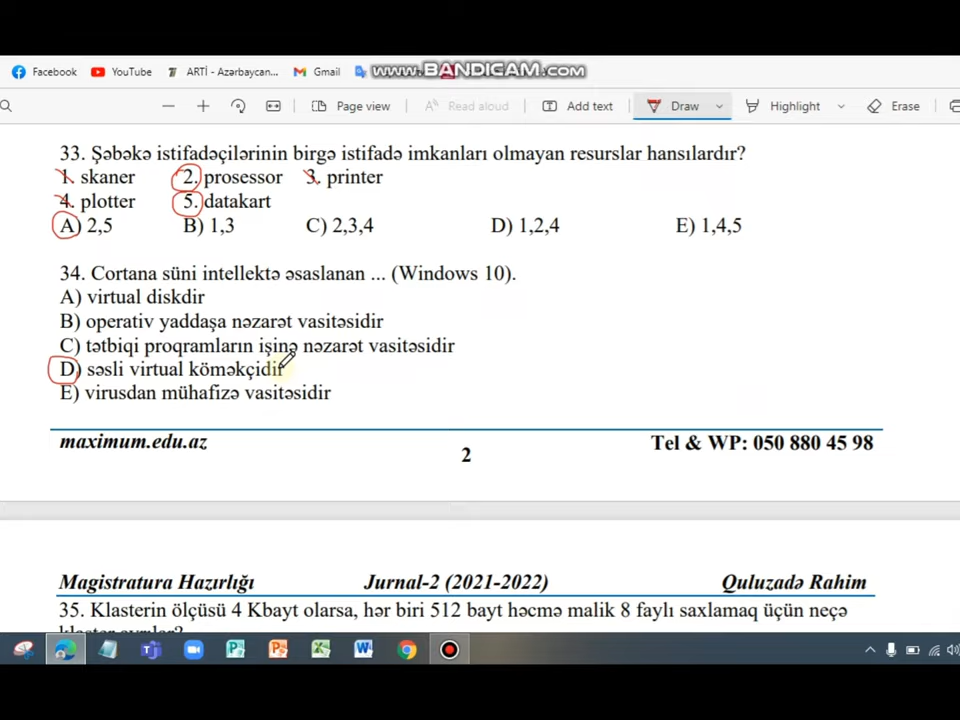 Facebook YouTube ARTİ - Azərbaycan... Gmail www.BANDICAM.com
Page view Read aloud Add text Draw Highlight Erase
33. Şəbəkə istifadəçilərinin birgə istifadə imkanları olmayan resurslar hansılardır?
1. skaner 2. prosessor 3. printer
4. plotter 5. datakart
A) 2,5 B) 1,3 C) 2,3,4 D) 1,2,4 E) 1,4,5
34. Cortana süni intellektə əsaslanan ... (Windows 10).
A) virtual diskdir
B) operativ yaddaşa nəzarət vasitəsidir
C) tətbiqi proqramların işinə nəzarət vasitəsidir
D) səsli virtual köməkçidir
E) virusdan mühafizə vasitəsidir
maximum.edu.az 2 Tel & WP: 050 880 45 98
Magistratura Hazırlığı Jurnal-2 (2021-2022) Quluzadə Rahim
35. Klasterin ölçüsü 4 Kbayt olarsa, hər biri 512 bayt həcmə malik 8 faylı saxlamaq üçün neçə